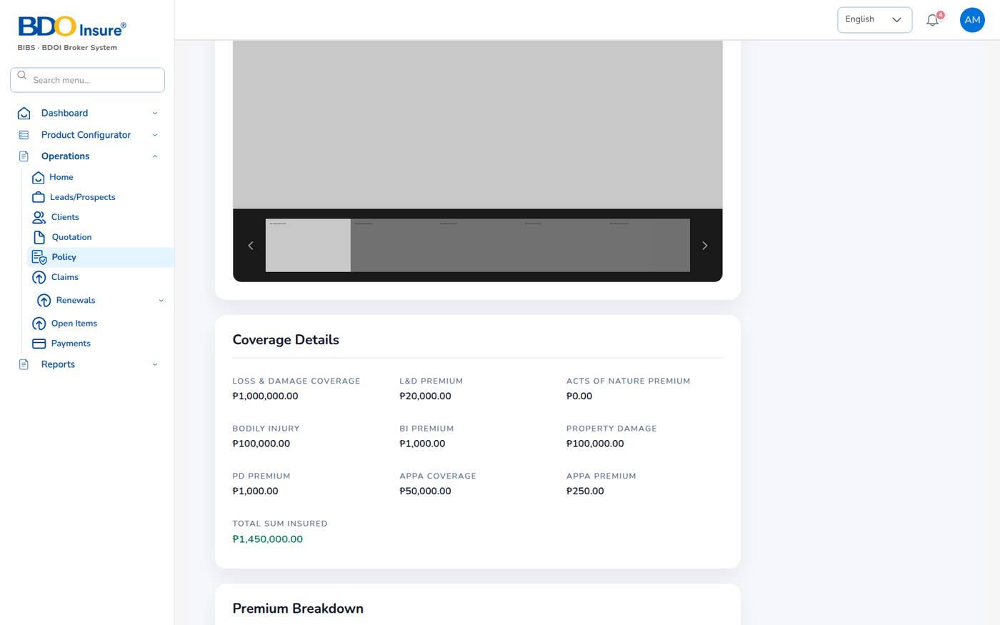 BDO Insure®
BIBS · BDOI Broker System
English
4
AM
Search menu...
Dashboard
Product Configurator
Operations
Home
Leads/Prospects
Clients
Quotation
Policy
Claims
Renewals
Open Items
Payments
Reports
Coverage Details
LOSS & DAMAGE COVERAGE
₱1,000,000.00
L&D PREMIUM
₱20,000.00
ACTS OF NATURE PREMIUM
₱0.00
BODILY INJURY
₱100,000.00
BI PREMIUM
₱1,000.00
PROPERTY DAMAGE
₱100,000.00
PD PREMIUM
₱1,000.00
APPA COVERAGE
₱50,000.00
APPA PREMIUM
₱250.00
TOTAL SUM INSURED
₱1,450,000.00
Premium Breakdown